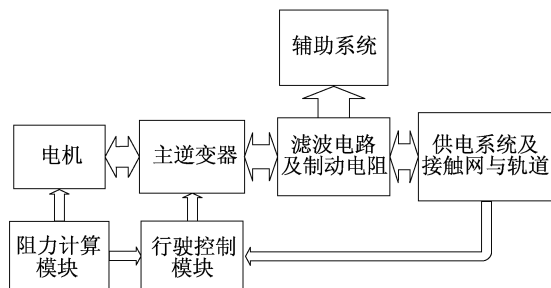 辅助系统
电机
主逆变器
滤波电路
及制动电阻
供电系统及
接触网与轨道
阻力计算
模块
行驶控制
模块